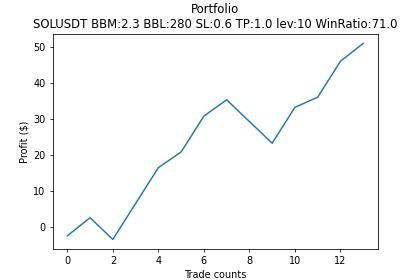 Portfolio
SOLUSDT BBM:2.3 BBL:280 SL:0.6 TP:1.0 lev:10 WinRatio:71.0
50
40
30
20
10
0
Profit ($)
0 2 4 6 8 10 12
Trade counts